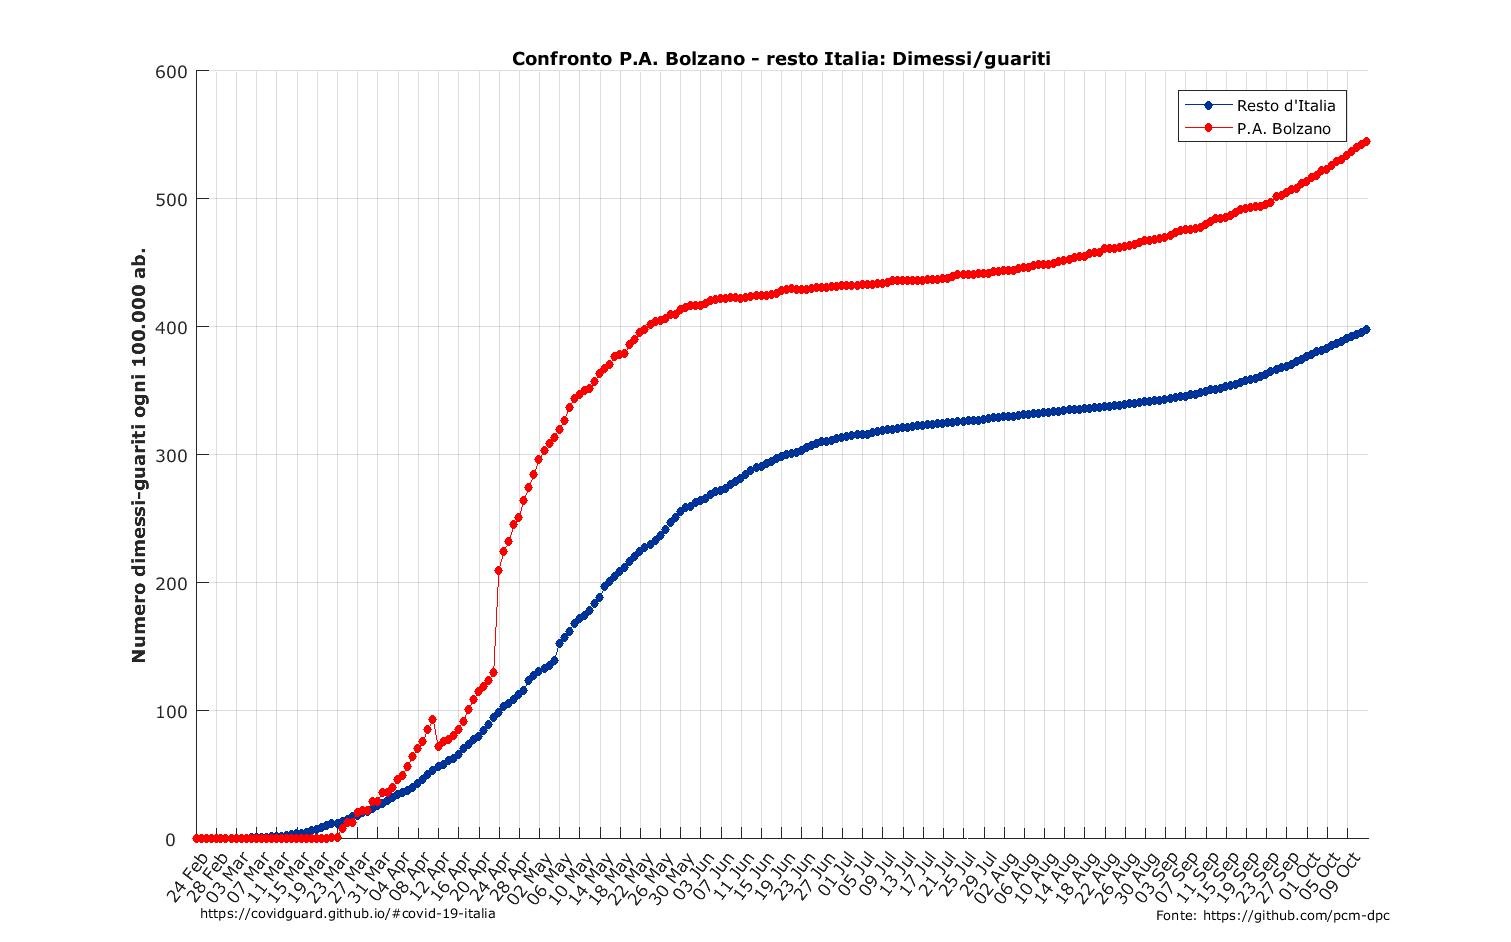 Confronto P.A. Bolzano - resto Italia: Dimessi/guariti
Resto d'Italia
P.A. Bolzano
Numero dimessi-guariti ogni 100.000 ab.
600
500
400
300
200
100
0
24 Feb
28 Feb
03 Mar
07 Mar
11 Mar
15 Mar
19 Mar
23 Mar
27 Mar
31 Mar
04 Apr
08 Apr
12 Apr
16 Apr
20 Apr
24 Apr
28 Apr
02 May
06 May
10 May
14 May
18 May
22 May
26 May
30 May
03 Jun
07 Jun
11 Jun
15 Jun
19 Jun
23 Jun
27 Jun
01 Jul
05 Jul
09 Jul
13 Jul
17 Jul
21 Jul
25 Jul
29 Jul
02 Aug
06 Aug
10 Aug
14 Aug
18 Aug
22 Aug
26 Aug
30 Aug
03 Sep
07 Sep
11 Sep
15 Sep
19 Sep
23 Sep
27 Sep
01 Oct
05 Oct
09 Oct
https://covidguard.github.io/#covid-19-italia
Fonte: https://github.com/pcm-dpc